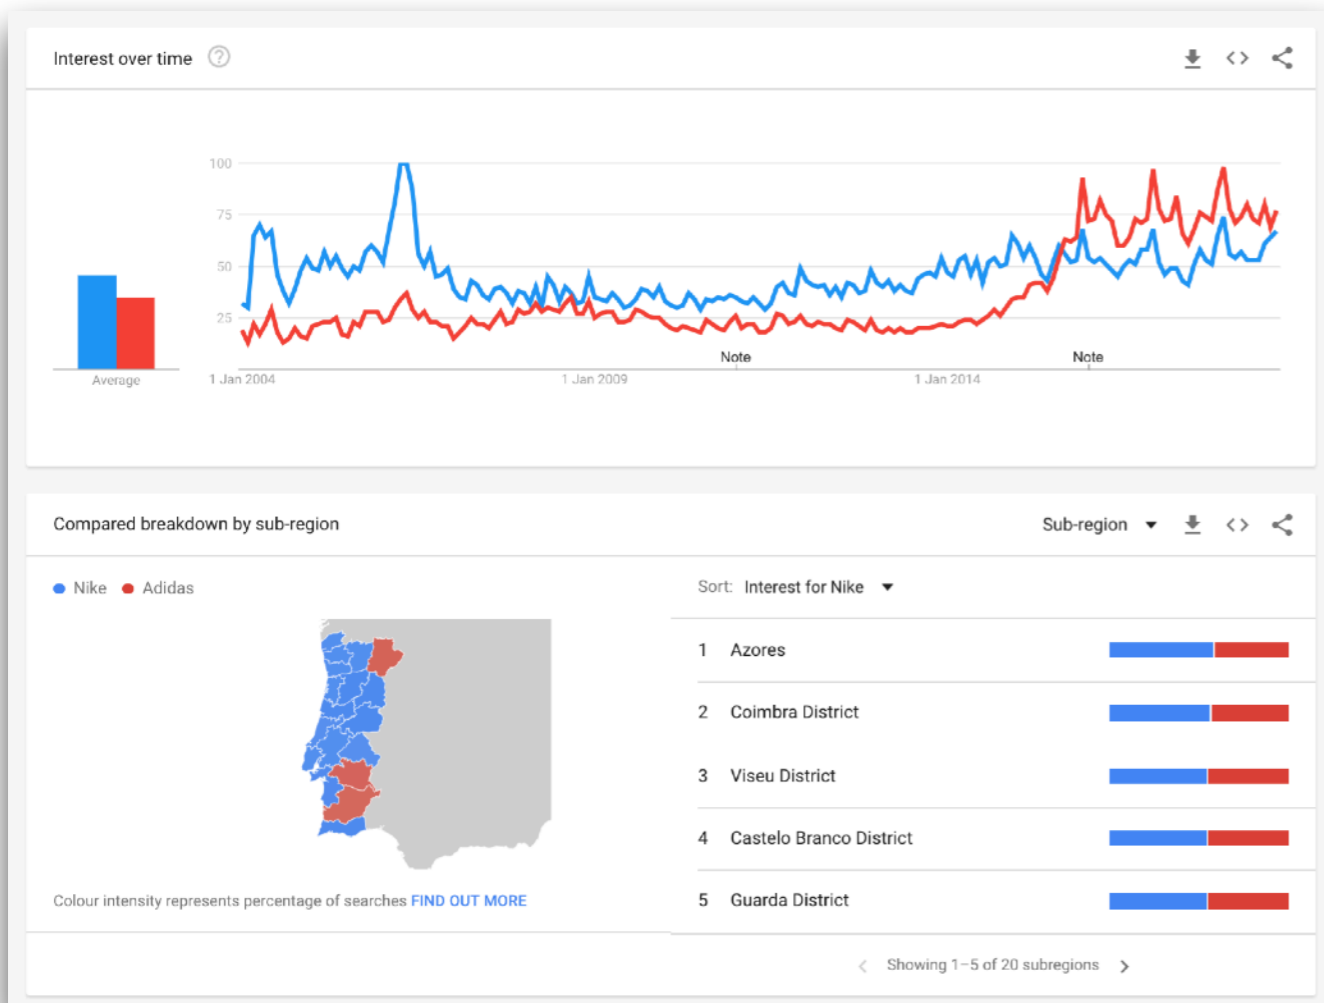 Interest over time
100
75
50
25
Note
Note
Average
1 Jan 2004
1 Jan 2009
1 Jan 2014
Compared breakdown by sub-region
Sub-region
Nike
Adidas
Sort: Interest for Nike
1 Azores
2 Coimbra District
3 Viseu District
4 Castelo Branco District
5 Guarda District
Colour intensity represents percentage of searches FIND OUT MORE
Showing 1–5 of 20 subregions